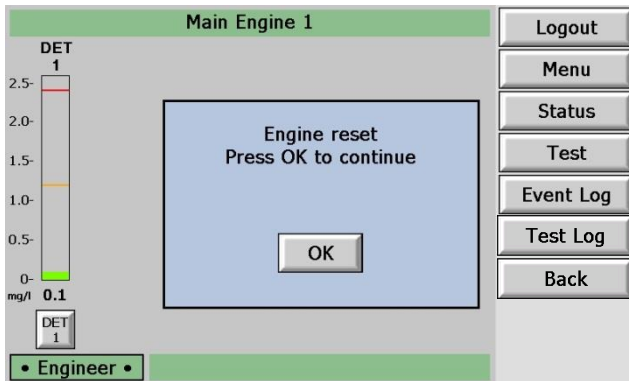 Main Engine 1
DET
1
2.5-
2.0-
1.5-
1.0-
0.5-
0-
mg/l 0.1
DET
1
• Engineer •
Engine reset
Press OK to continue
OK
Logout
Menu
Status
Test
Event Log
Test Log
Back